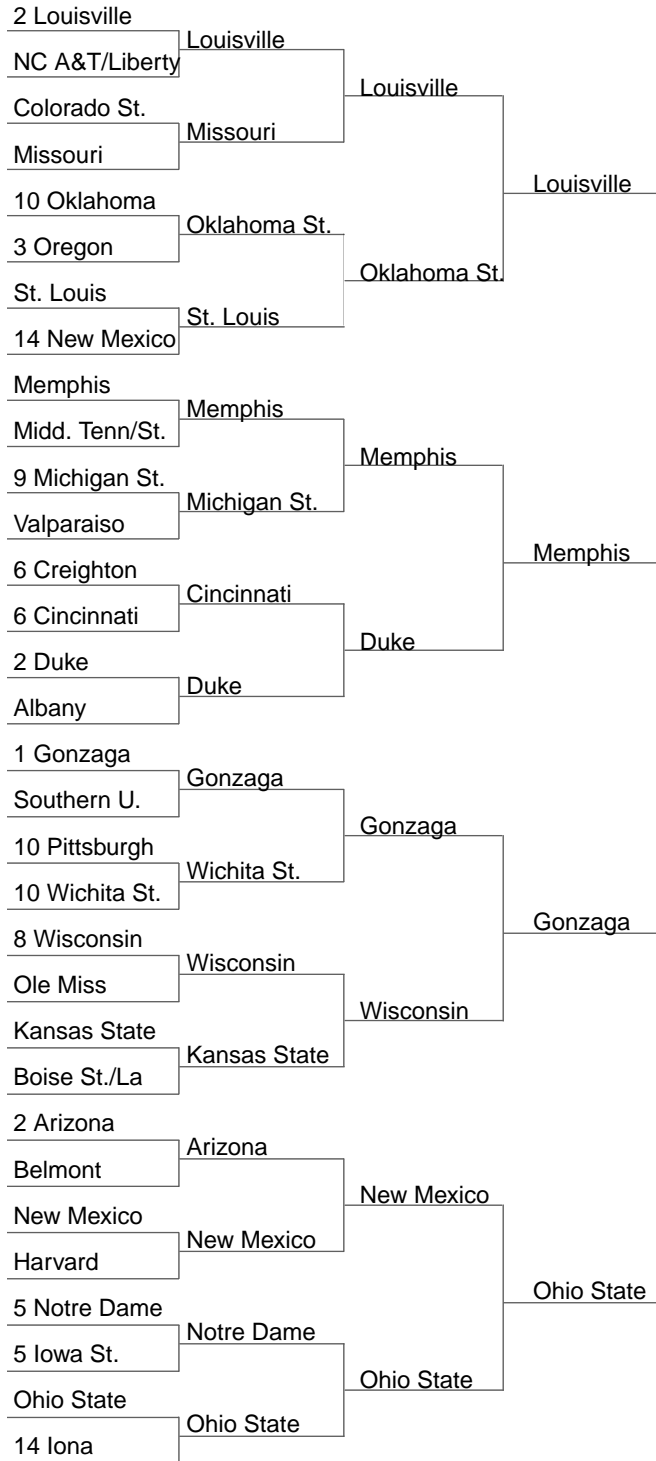 2 Louisville
NC A&T/Liberty
Colorado St.
Missouri
10 Oklahoma
3 Oregon
St. Louis
14 New Mexico
Memphis
Midd. Tenn/St.
9 Michigan St.
Valparaiso
6 Creighton
6 Cincinnati
2 Duke
Albany
1 Gonzaga
Southern U.
10 Pittsburgh
10 Wichita St.
8 Wisconsin
Ole Miss
Kansas State
Boise St./La
2 Arizona
Belmont
New Mexico
Harvard
5 Notre Dame
5 Iowa St.
Ohio State
14 Iona
Louisville
Missouri
Oklahoma St.
St. Louis
Memphis
Michigan St.
Cincinnati
Duke
Gonzaga
Wichita St.
Wisconsin
Kansas State
Arizona
New Mexico
Notre Dame
Ohio State
Louisville
Oklahoma St.
Memphis
Duke
Gonzaga
Wisconsin
New Mexico
Ohio State
Louisville
Memphis
Gonzaga
Ohio State